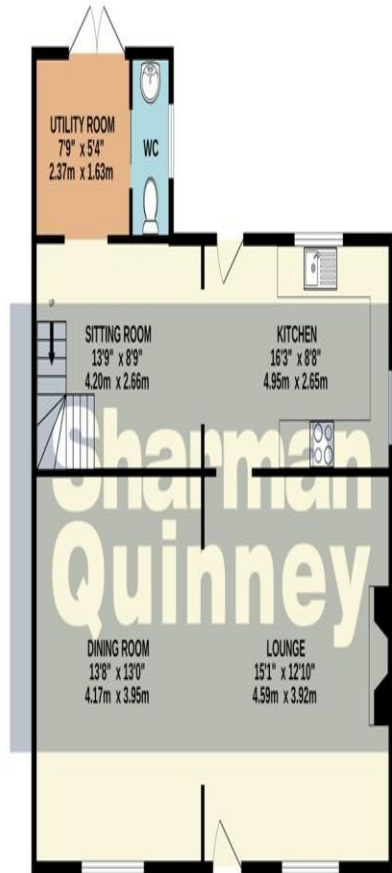 UTILITY ROOM
7'9" x 5'4"
2.37m x 1.63m
WC
UP
SITTING ROOM
13'9" x 8'9"
4.20m x 2.66m
KITCHEN
16'3" x 8'8"
4.95m x 2.65m
Sharman
Quinney
DINING ROOM
13'8" x 13'0"
4.17m x 3.95m
LOUNGE
15'1" x 12'10"
4.59m x 3.92m